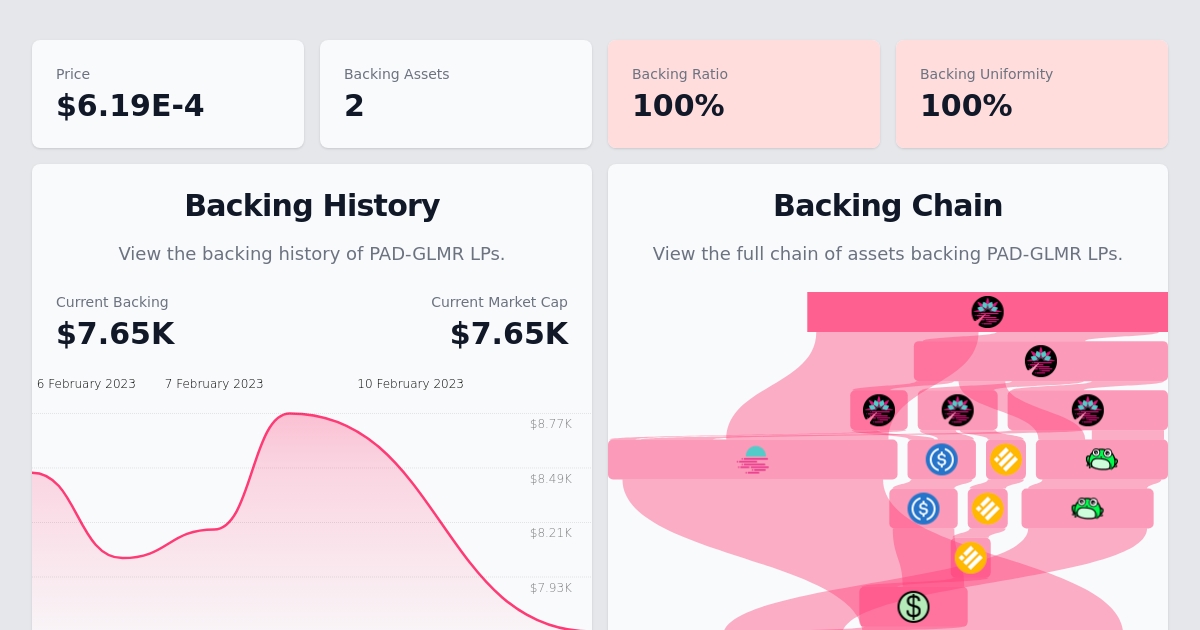 Price
$6.19E-4
Backing Assets
2
Backing Ratio
100%
Backing Uniformity
100%
Backing History
View the backing history of PAD-GLMR LPs.
Current Backing
$7.65K
Current Market Cap
$7.65K
6 February 2023
7 February 2023
10 February 2023
$8.77K
$8.49K
$8.21K
$7.93K
Backing Chain
View the full chain of assets backing PAD-GLMR LPs.